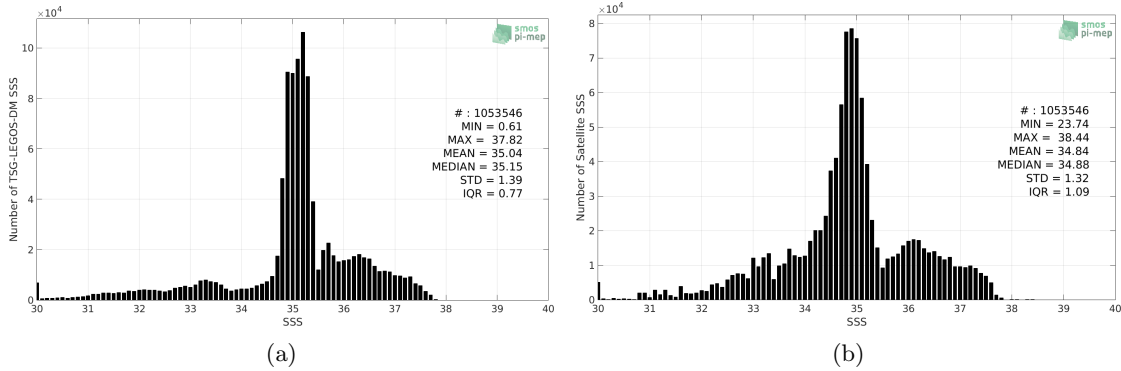 ×10⁴
smos
pi-mep
Number of TSG-LEGOS-DM SSS
10
8
6
4
2
0
# : 1053546
MIN = 0.61
MAX = 37.82
MEAN = 35.04
MEDIAN = 35.15
STD = 1.39
IQR = 0.77
30 31 32 33 34 35 36 37 38 39 40
SSS
(a)
×10⁴
smos
pi-mep
Number of Satellite SSS
8
7
6
5
4
3
2
1
0
# : 1053546
MIN = 23.74
MAX = 38.44
MEAN = 34.84
MEDIAN = 34.88
STD = 1.32
IQR = 1.09
30 31 32 33 34 35 36 37 38 39 40
SSS
(b)